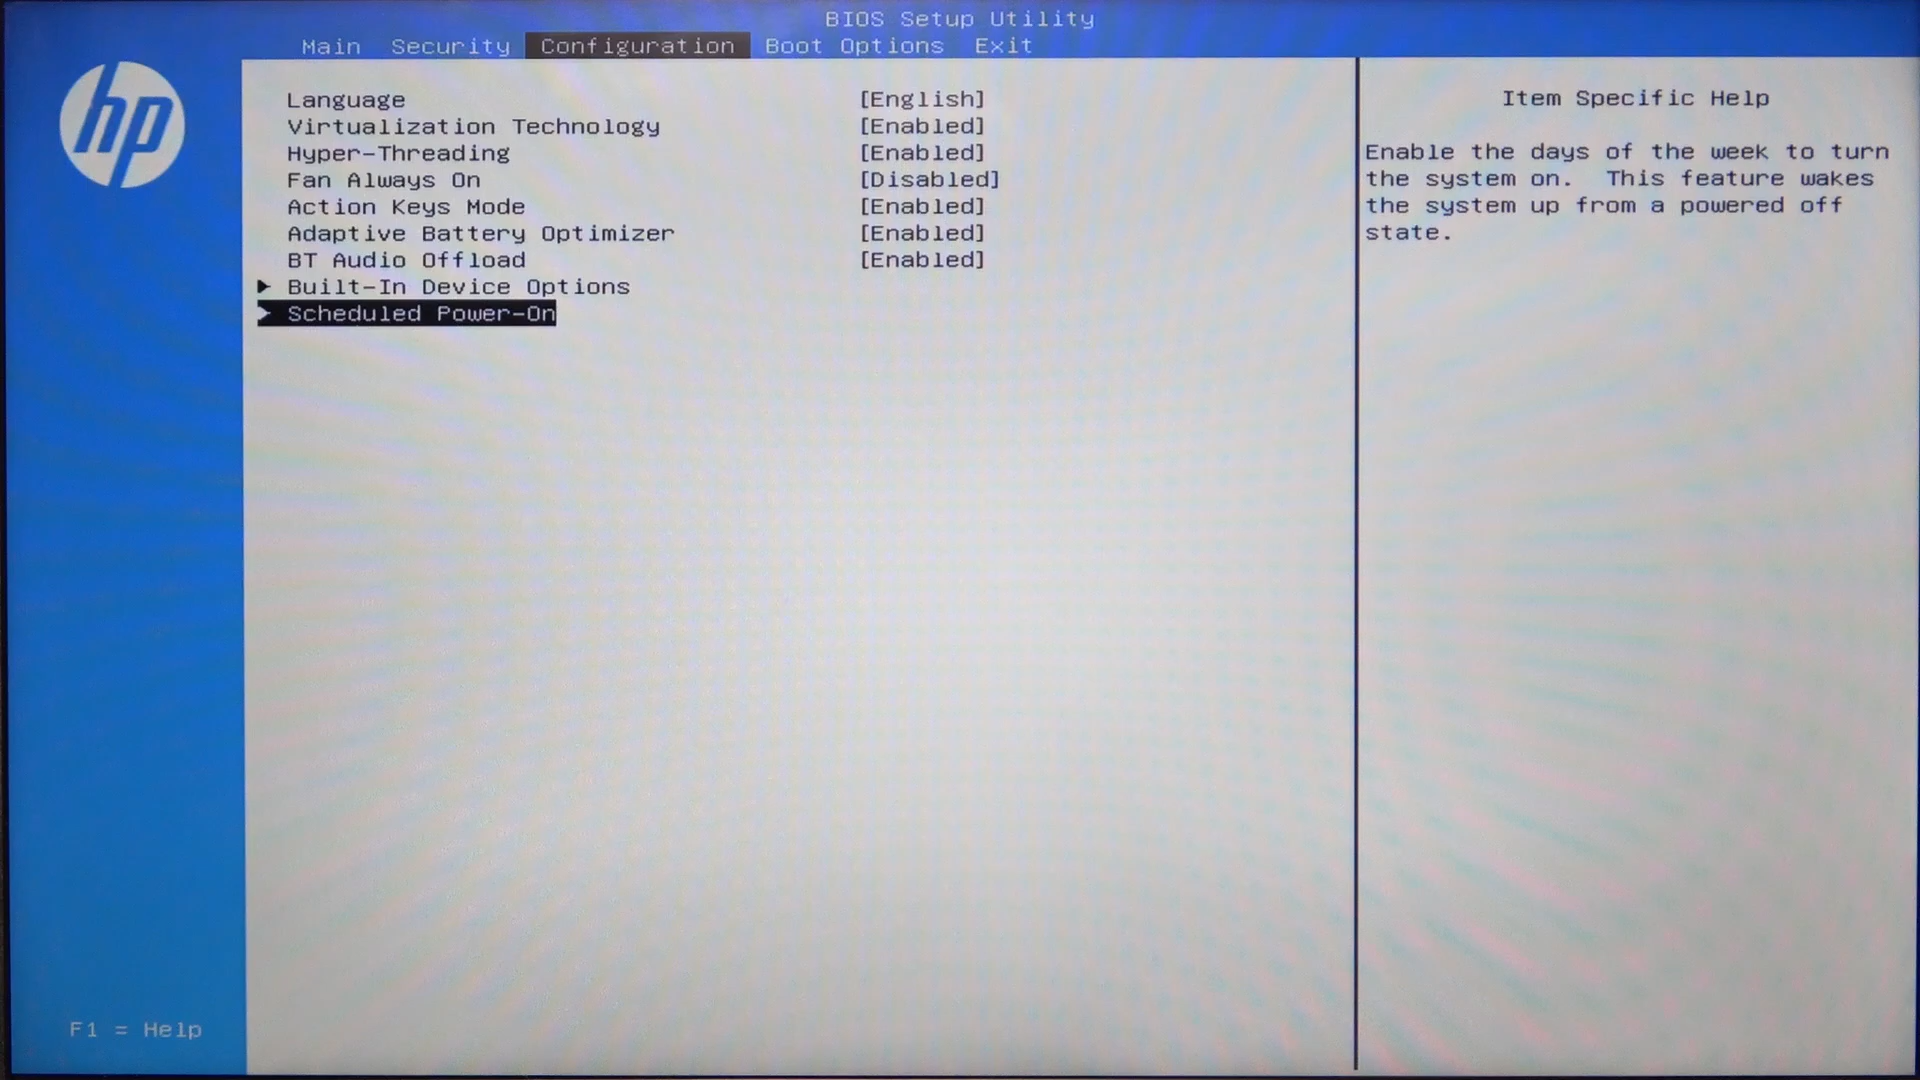 BIOS Setup Utility
Main Security Configuration Boot Options Exit
hp
Language [English]
Virtualization Technology [Enabled]
Hyper-Threading [Enabled]
Fan Always On [Disabled]
Action Keys Mode [Enabled]
Adaptive Battery Optimizer [Enabled]
BT Audio Offload [Enabled]
Built-In Device Options
Scheduled Power-On
Item Specific Help
Enable the days of the week to turn
the system on. This feature wakes
the system up from a powered off
state.
F1 = Help